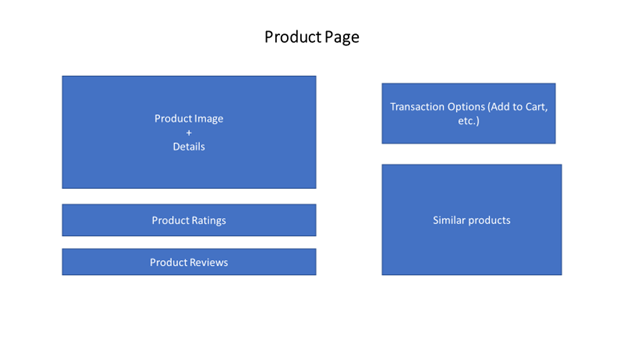 Product Page
Product Image
+
Details
Product Ratings
Product Reviews
Transaction Options (Add to Cart,
etc.)
Similar products